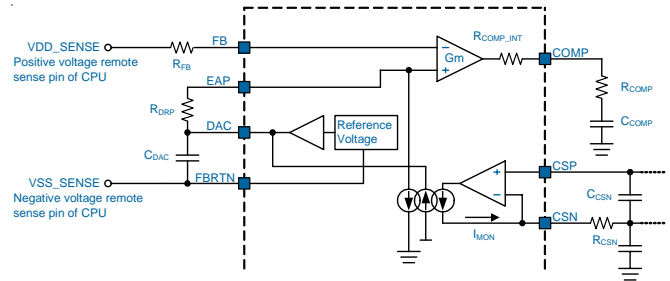 VDD_SENSE
Positive voltage remote
sense pin of CPU
RFB
FB
EAP
RDRP
DAC
CDAC
VSS_SENSE
Negative voltage remote
sense pin of CPU
FBRTN
Reference
Voltage
Gm
RCOMP_INT
COMP
RCOMP
CCOMP
CSP
CCSN
CSN
RCSN
IMON